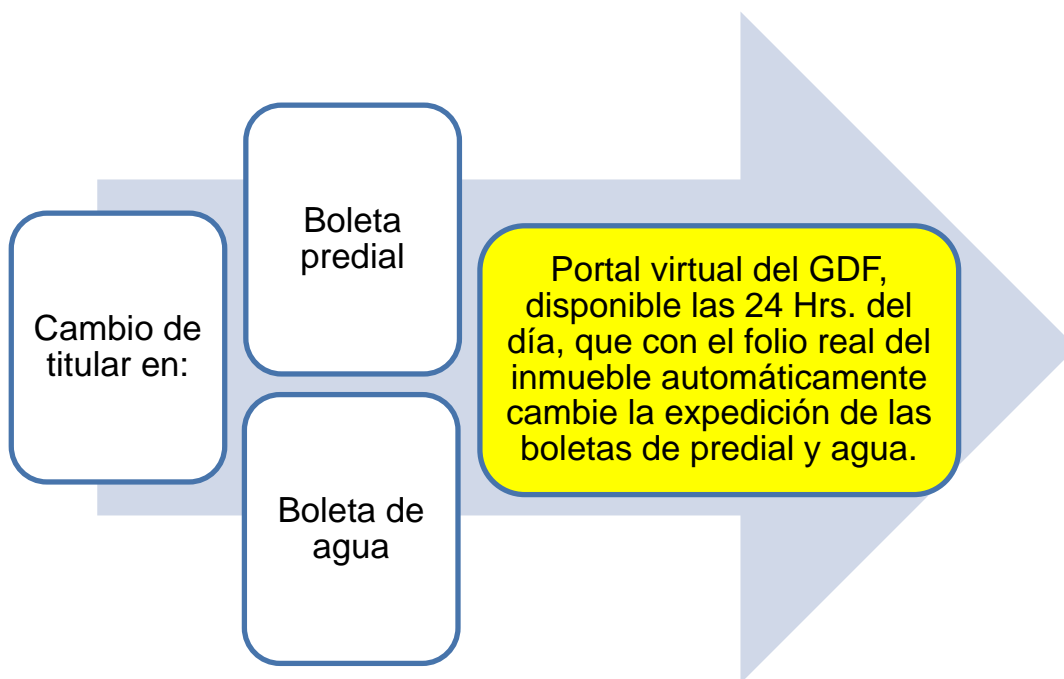 Cambio de
titular en:
Boleta
predial
Boleta de
agua
Portal virtual del GDF,
disponible las 24 Hrs. del
día, que con el folio real del
inmueble automáticamente
cambie la expedición de las
boletas de predial y agua.